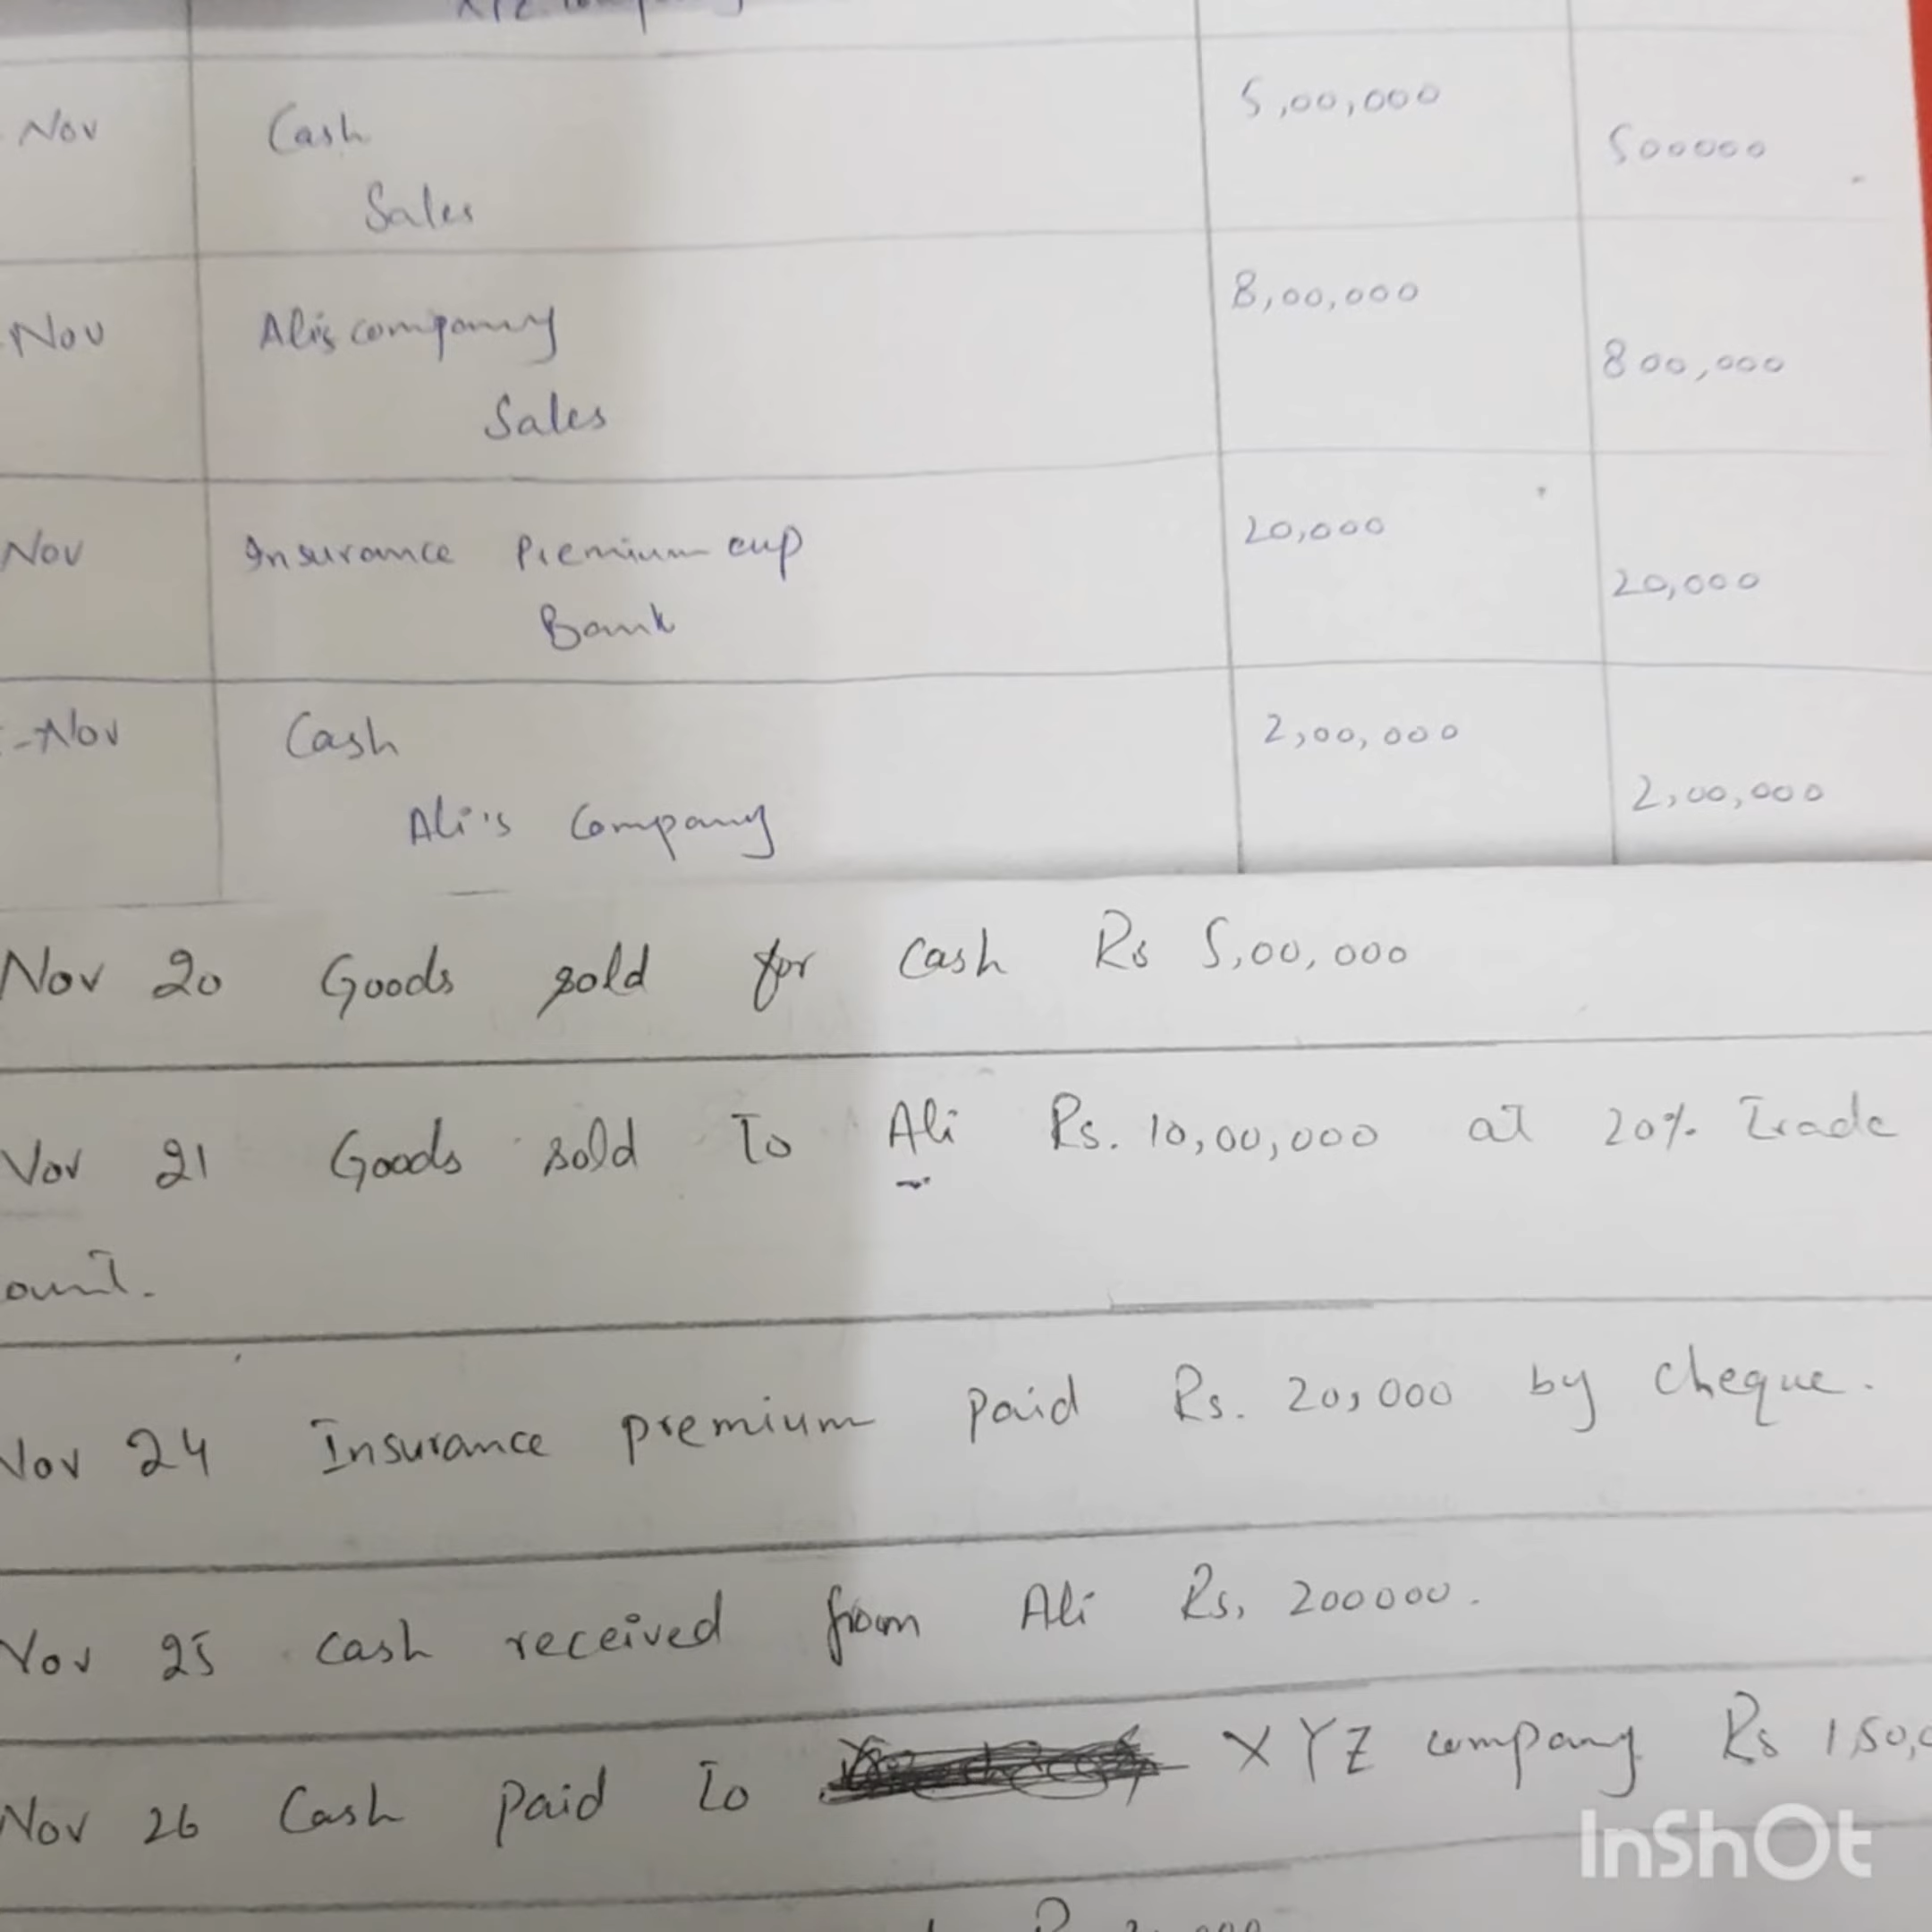 Nov Cash 5,00,000
500000
Sales
Nov Ali's company 8,00,000
800,000
Sales
Nov Insurance Premium exp 20,000
20,000
Bank
-Nov Cash 2,00,000
2,00,000
Ali's Company
Nov 20 Goods sold for cash Rs 5,00,000
Nov 21 Goods sold to Ali Rs. 10,00,000 at 20% trade
ount.
Nov 24 Insurance premium paid Rs. 20,000 by cheque.
Nov 25 cash received from Ali Rs. 200000.
Nov 26 Cash paid to XYZ company Rs 1,50,0
InShOt